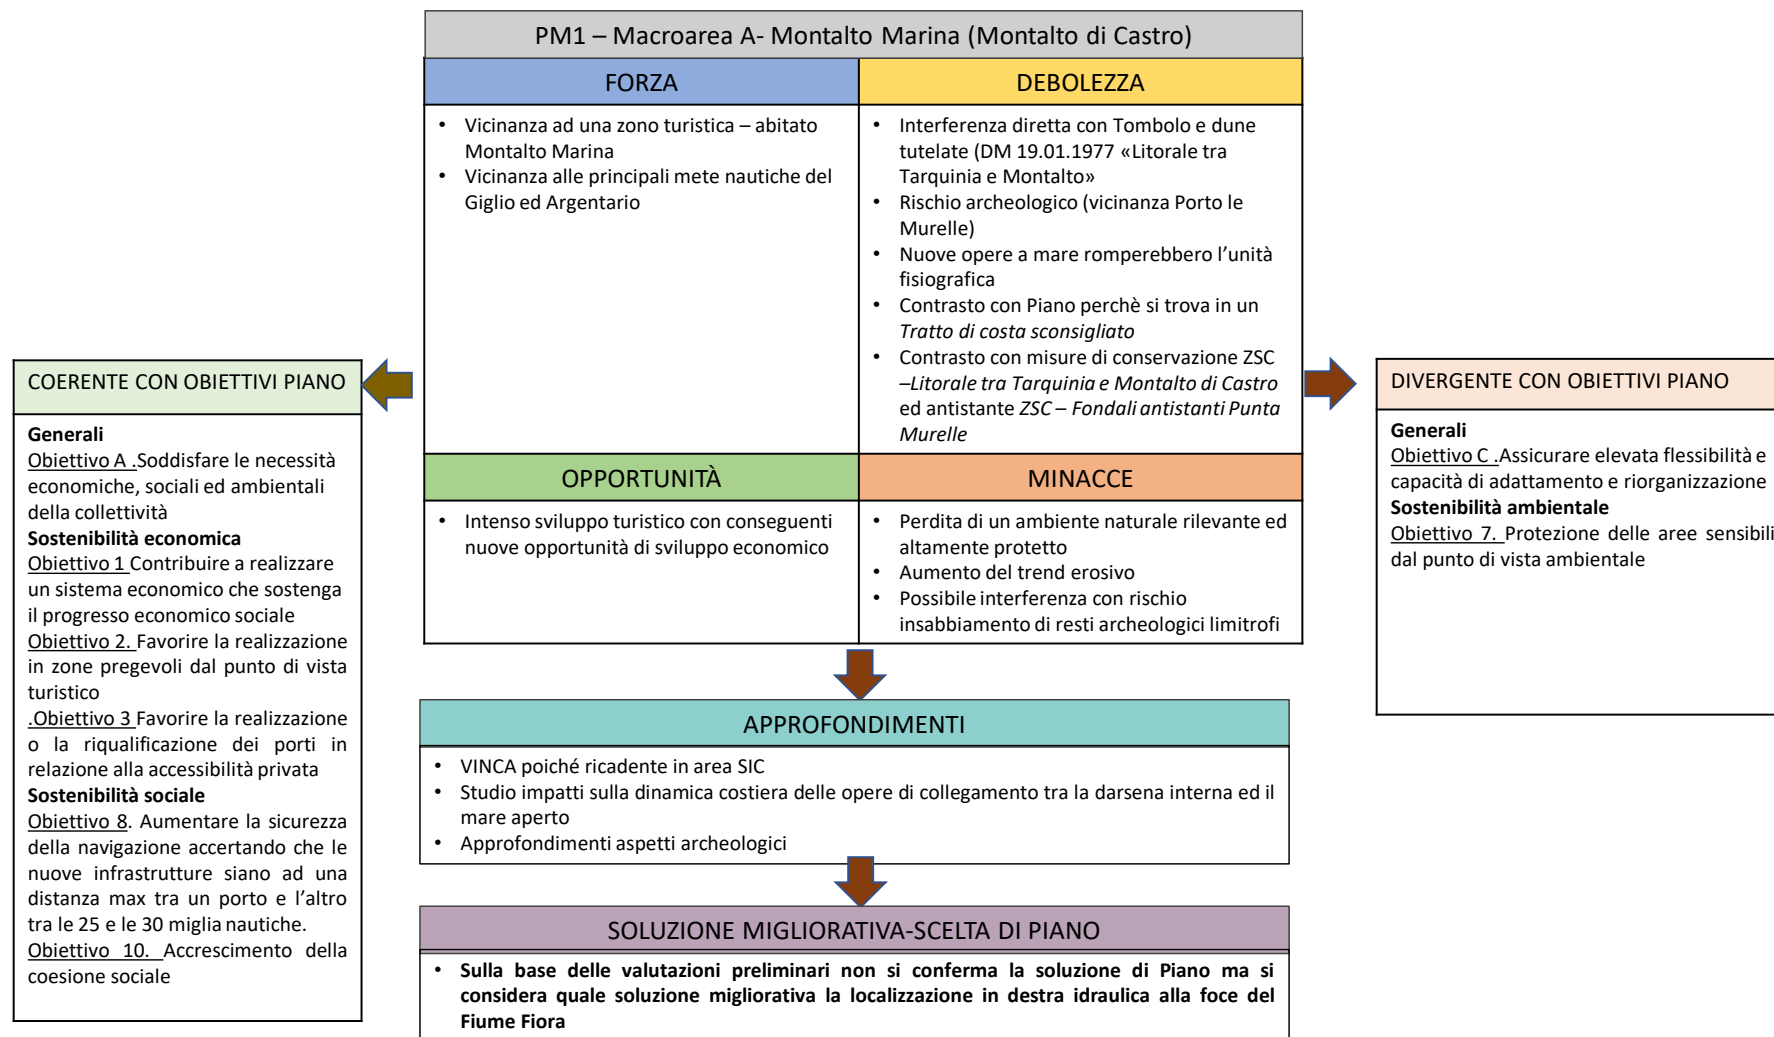 PM1 – Macroarea A- Montalto Marina (Montalto di Castro)
FORZA
• Vicinanza ad una zono turistica – abitato
Montalto Marina
• Vicinanza alle principali mete nautiche del
Giglio ed Argentario
DEBOLEZZA
• Interferenza diretta con Tombolo e dune
tutelate (DM 19.01.1977 «Litorale tra
Tarquinia e Montalto»
• Rischio archeologico (vicinanza Porto le
Murelle)
• Nuove opere a mare romperebbero l’unità
fisiografica
• Contrasto con Piano perchè si trova in un
Tratto di costa sconsigliato
• Contrasto con misure di conservazione ZSC
–Litorale tra Tarquinia e Montalto di Castro
ed antistante ZSC – Fondali antistanti Punta
Murelle
OPPORTUNITÀ
• Intenso sviluppo turistico con conseguenti
nuove opportunità di sviluppo economico
MINACCE
• Perdita di un ambiente naturale rilevante ed
altamente protetto
• Aumento del trend erosivo
• Possibile interferenza con rischio
insabbiamento di resti archeologici limitrofi
COERENTE CON OBIETTIVI PIANO
Generali
Obiettivo A .Soddisfare le necessità
economiche, sociali ed ambientali
della collettività
Sostenibilità economica
Obiettivo 1 Contribuire a realizzare
un sistema economico che sostenga
il progresso economico sociale
Obiettivo 2. Favorire la realizzazione
in zone pregevoli dal punto di vista
turistico
.Obiettivo 3 Favorire la realizzazione
o la riqualificazione dei porti in
relazione alla accessibilità privata
Sostenibilità sociale
Obiettivo 8. Aumentare la sicurezza
della navigazione accertando che le
nuove infrastrutture siano ad una
distanza max tra un porto e l’altro
tra le 25 e le 30 miglia nautiche.
Obiettivo 10. Accrescimento della
coesione sociale
DIVERGENTE CON OBIETTIVI PIANO
Generali
Obiettivo C .Assicurare elevata flessibilità e
capacità di adattamento e riorganizzazione
Sostenibilità ambientale
Obiettivo 7. Protezione delle aree sensibili
dal punto di vista ambientale
APPROFONDIMENTI
• VINCA poiché ricadente in area SIC
• Studio impatti sulla dinamica costiera delle opere di collegamento tra la darsena interna ed il
mare aperto
• Approfondimenti aspetti archeologici
SOLUZIONE MIGLIORATIVA-SCELTA DI PIANO
• Sulla base delle valutazioni preliminari non si conferma la soluzione di Piano ma si
considera quale soluzione migliorativa la localizzazione in destra idraulica alla foce del
Fiume Fiora